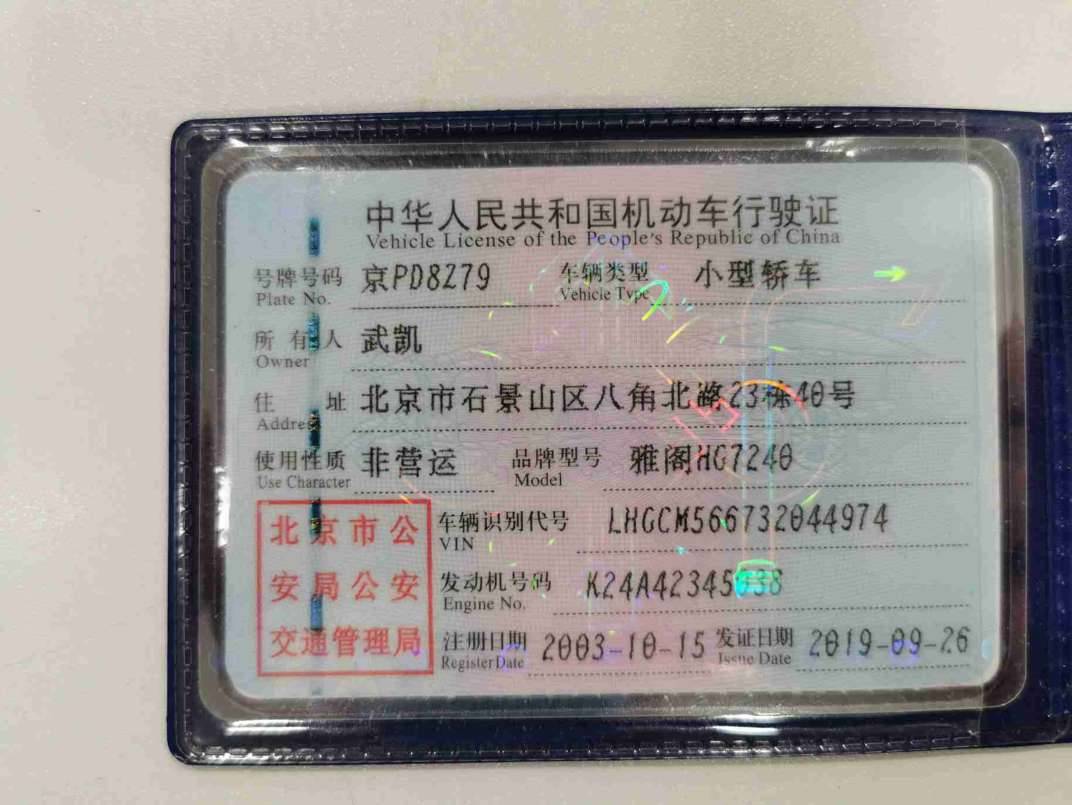 中华人民共和国机动车行驶证
Vehicle License of the People's Republic of China
号牌号码 京PD8Z79 车辆类型 小型轿车
Plate No. Vehicle Type
所有人 武凯
Owner
住址 北京市石景山区八角北路23栋40号
Address
使用性质 非营运 品牌型号 雅阁HG7240
Use Character Model
北京市公
安局公安
交通管理局
车辆识别代号 LHGCM566732044974
VIN
发动机号码
Engine No.
注册日期 2003-10-15 发证日期 2019-09-26
Register Date Issue Date